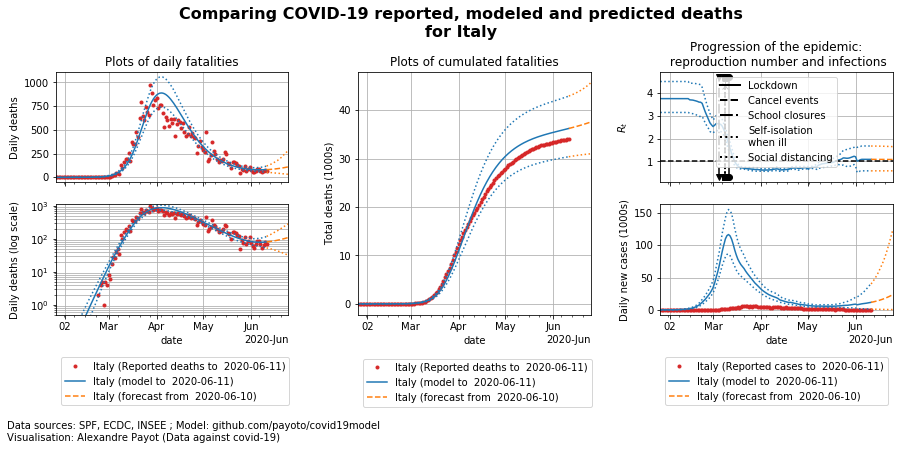 Comparing COVID-19 reported, modeled and predicted deaths
for Italy
Plots of daily fatalities
Daily deaths
1000
750
500
250
0
Daily deaths (log scale)
10³
10²
10¹
10⁰
02 Mar Apr May Jun
date
2020-Jun
Italy (Reported deaths to 2020-06-11)
Italy (model to 2020-06-11)
Italy (forecast from 2020-06-10)
Plots of cumulated fatalities
Total deaths (1000s)
40
30
20
10
0
02 Mar Apr May Jun
date
2020-Jun
Italy (Reported deaths to 2020-06-11)
Italy (model to 2020-06-11)
Italy (forecast from 2020-06-10)
Progression of the epidemic:
reproduction number and infections
Rt
4
3
2
1
Lockdown
Cancel events
School closures
Self-isolation
when ill
Social distancing
Daily new cases (1000s)
150
100
50
0
02 Mar Apr May Jun
date
2020-Jun
Italy (Reported cases to 2020-06-11)
Italy (model to 2020-06-11)
Italy (forecast from 2020-06-10)
Data sources: SPF, ECDC, INSEE ; Model: github.com/payoto/covid19model
Visualisation: Alexandre Payot (Data against covid-19)